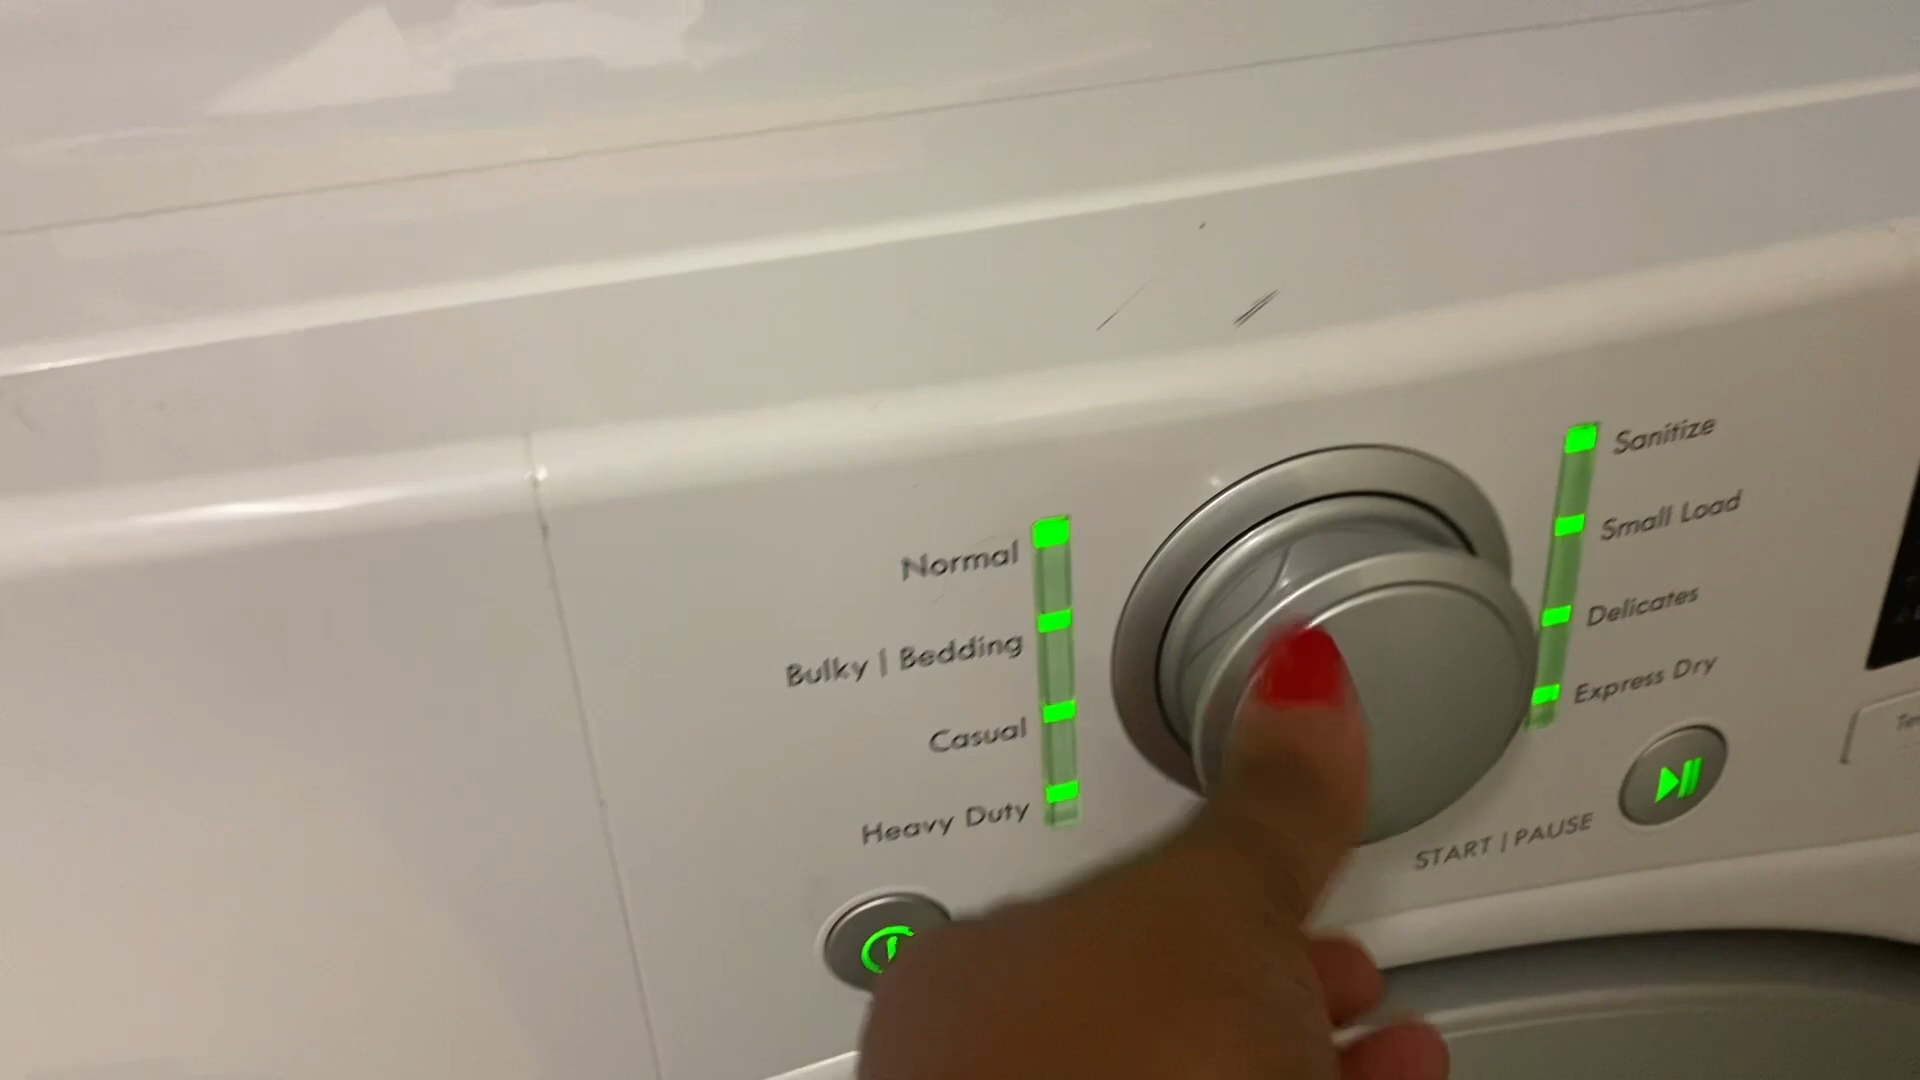 Normal
Bulky | Bedding
Casual
Heavy Duty
Sanitize
Small Load
Delicates
Express Dry
START | PAUSE